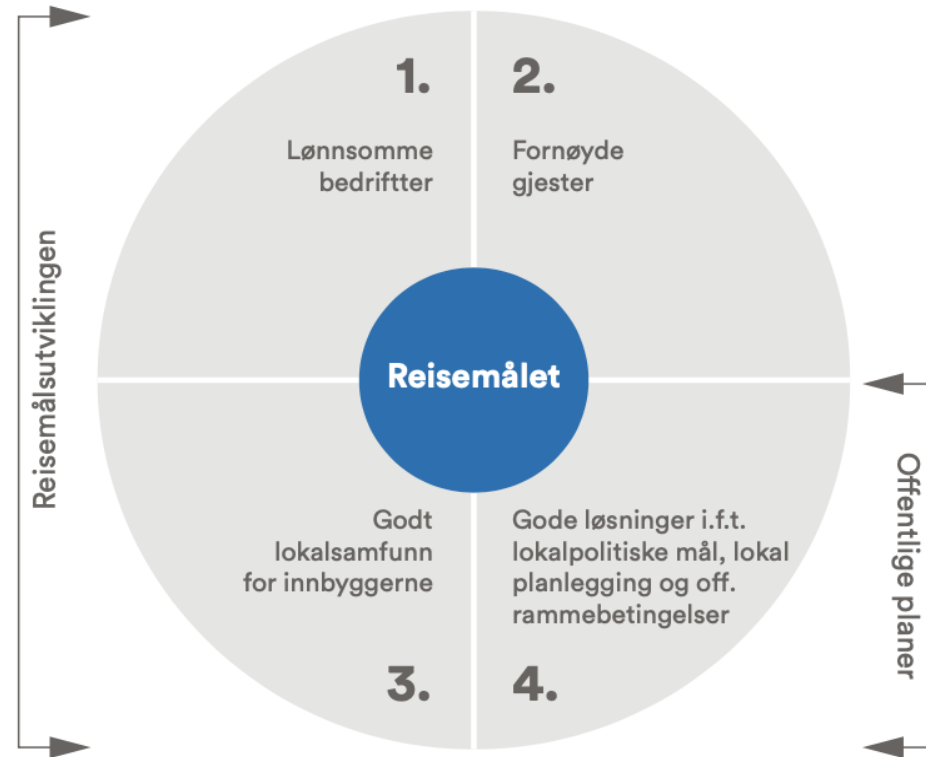 1.
Lønnsomme
bedriftter
2.
Fornøyde
gjester
Reisemålsutviklingen
Reisemålet
Godt
lokalsamfunn
for innbyggerne
3.
Gode løsninger i.f.t.
lokalpolitiske mål, lokal
planlegging og off.
rammebetingelser
4.
Offentlige planer